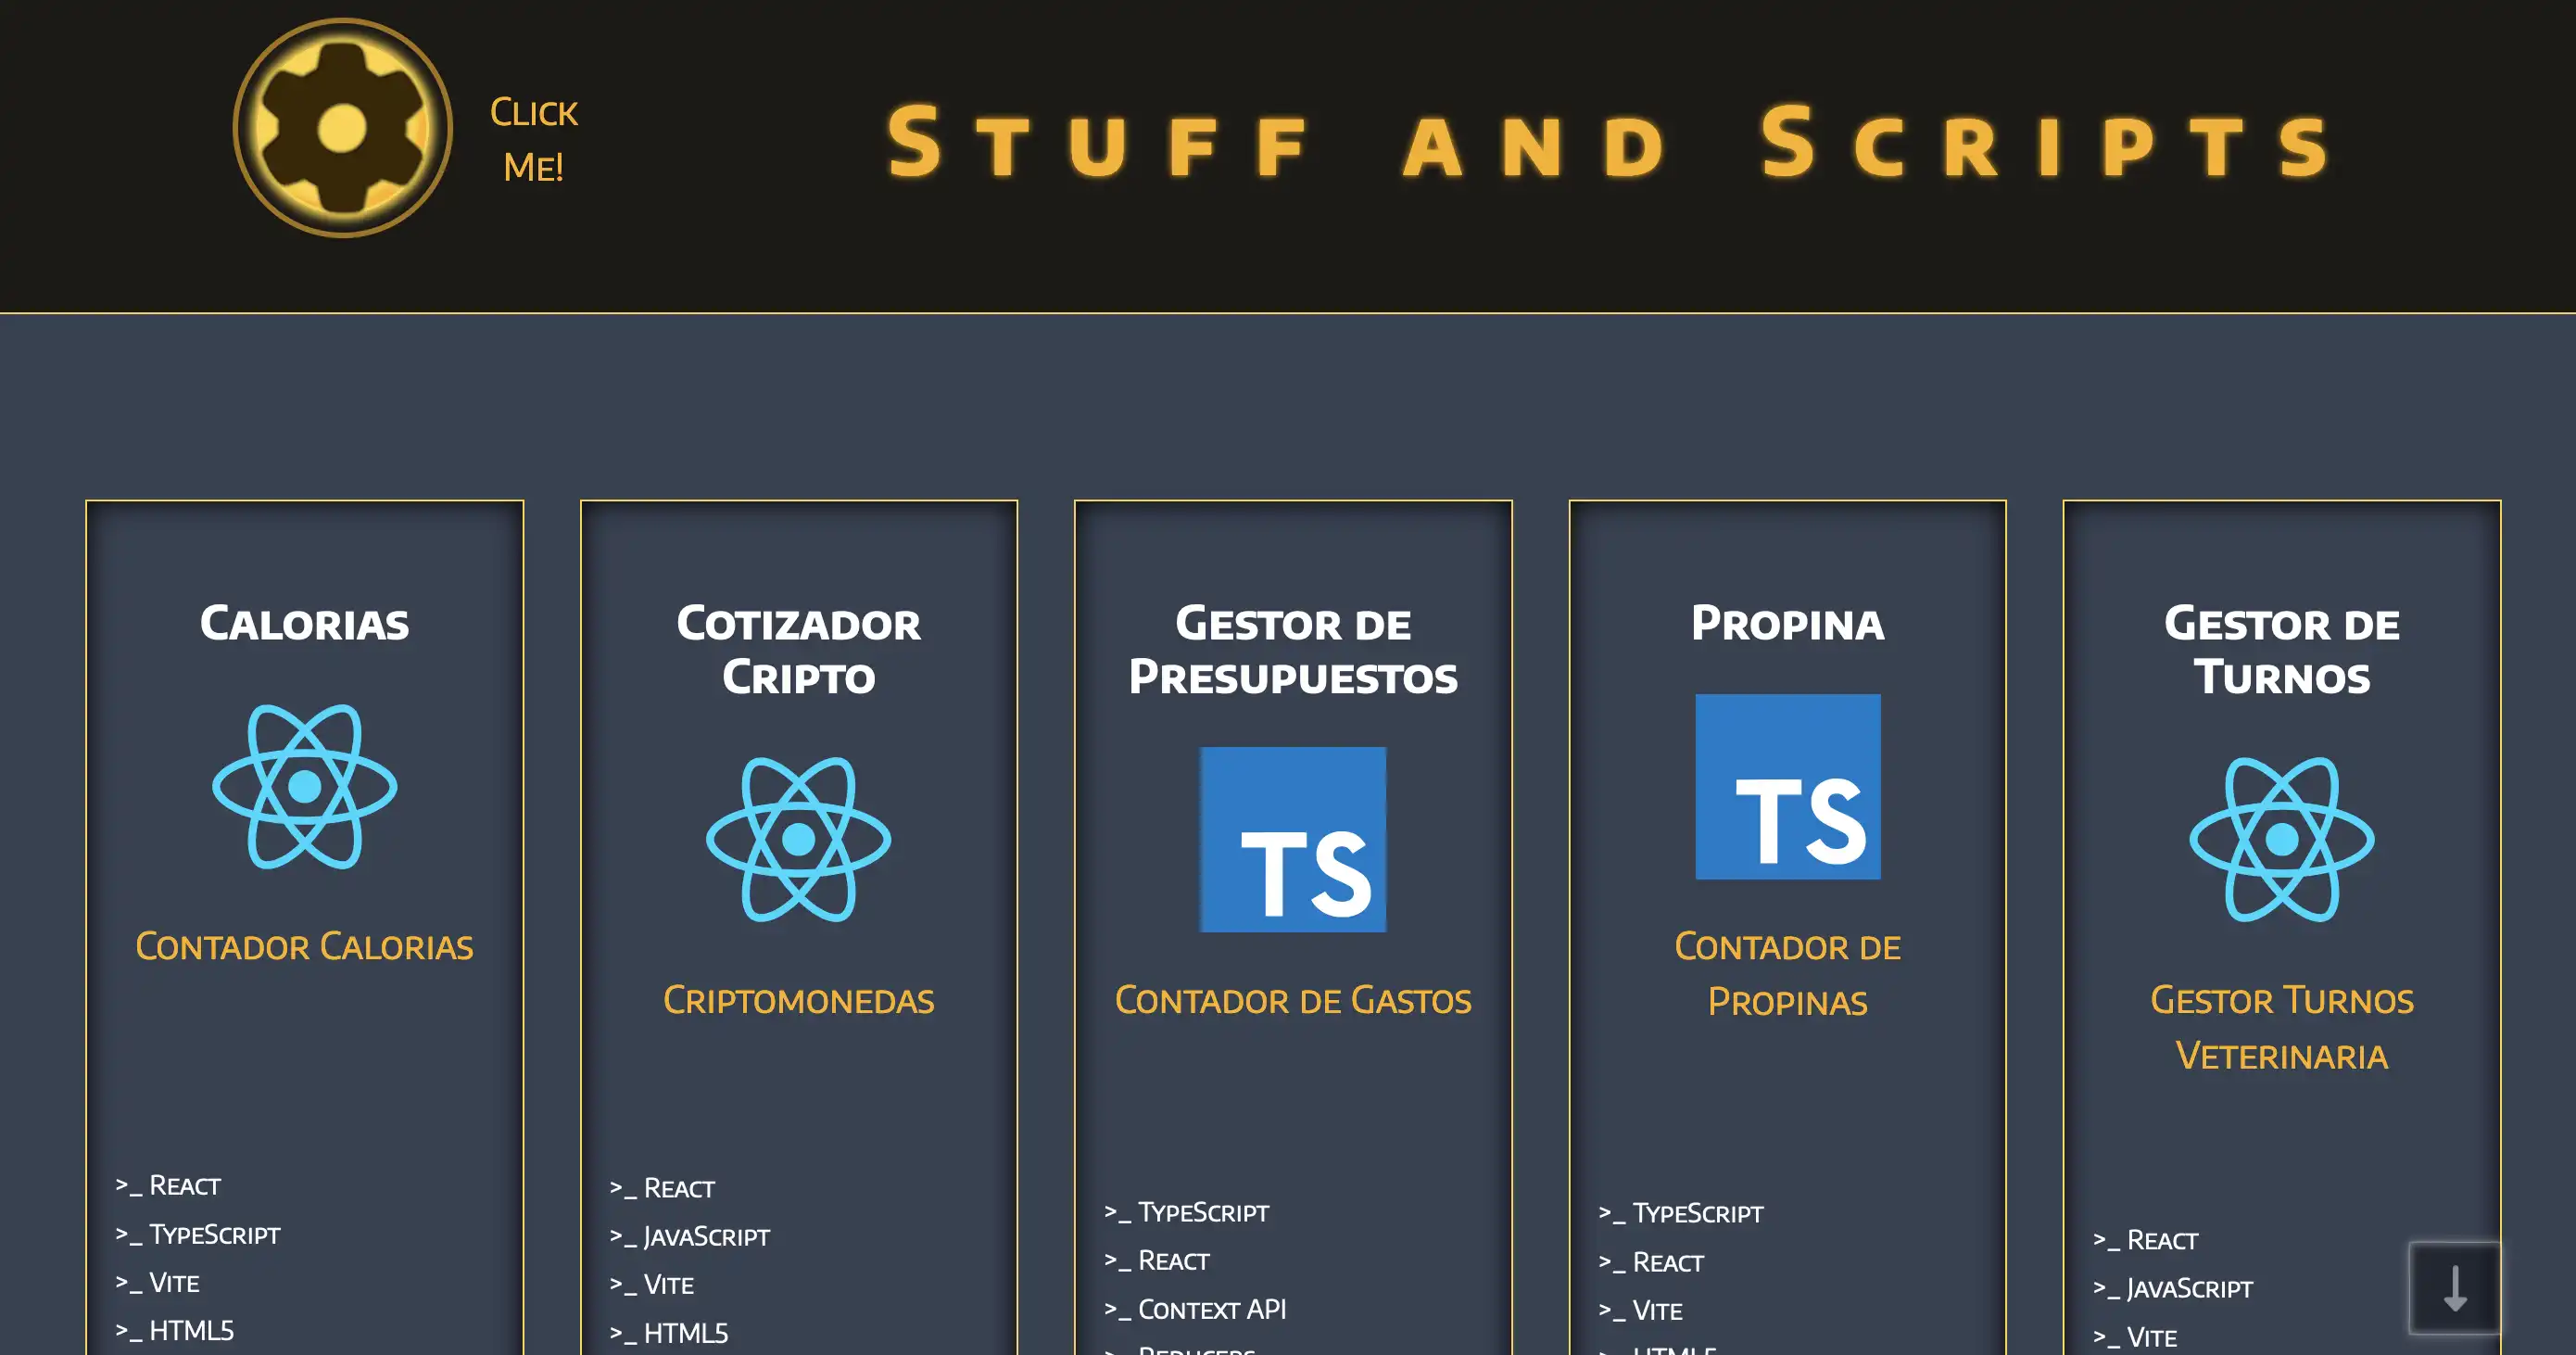 Click
Me!
Stuff and Scripts
Calorias
Contador Calorias
>_ React
>_ TypeScript
>_ Vite
>_ HTML5
Cotizador
Cripto
Criptomonedas
>_ React
>_ JavaScript
>_ Vite
>_ HTML5
Gestor de
Presupuestos
TS
Contador de Gastos
>_ TypeScript
>_ React
>_ Context API
>_ Reducers
Propina
TS
Contador de
Propinas
>_ TypeScript
>_ React
>_ Vite
>_ HTML5
Gestor de
Turnos
Gestor Turnos
Veterinaria
>_ React
>_ JavaScript
>_ Vite